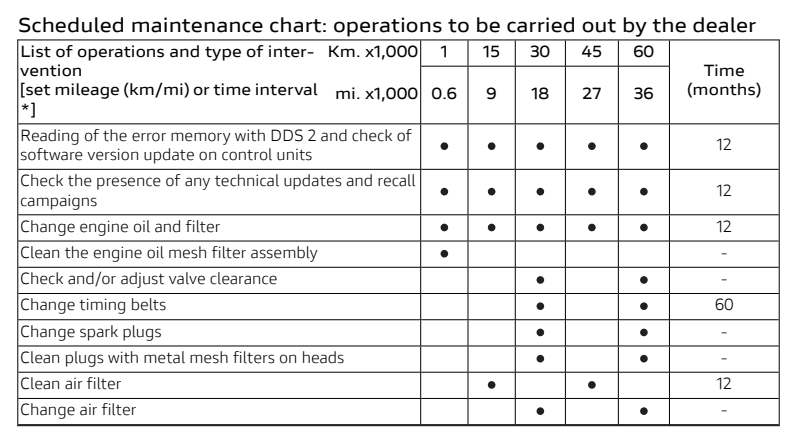 Scheduled maintenance chart: operations to be carried out by the dealer
List of operations and type of inter- Km. x1,000 1 15 30 45 60 Time (months)
vention
[set mileage (km/mi) or time interval mi. x1,000 0.6 9 18 27 36
*]
Reading of the error memory with DDS 2 and check of
software version update on control units ● ● ● ● ● 12
Check the presence of any technical updates and recall
campaigns ● ● ● ● ● 12
Change engine oil and filter ● ● ● ● ● 12
Clean the engine oil mesh filter assembly ● -
Check and/or adjust valve clearance ● ● -
Change timing belts ● ● 60
Change spark plugs ● ● -
Clean plugs with metal mesh filters on heads ● ● -
Clean air filter ● ● 12
Change air filter ● ● -